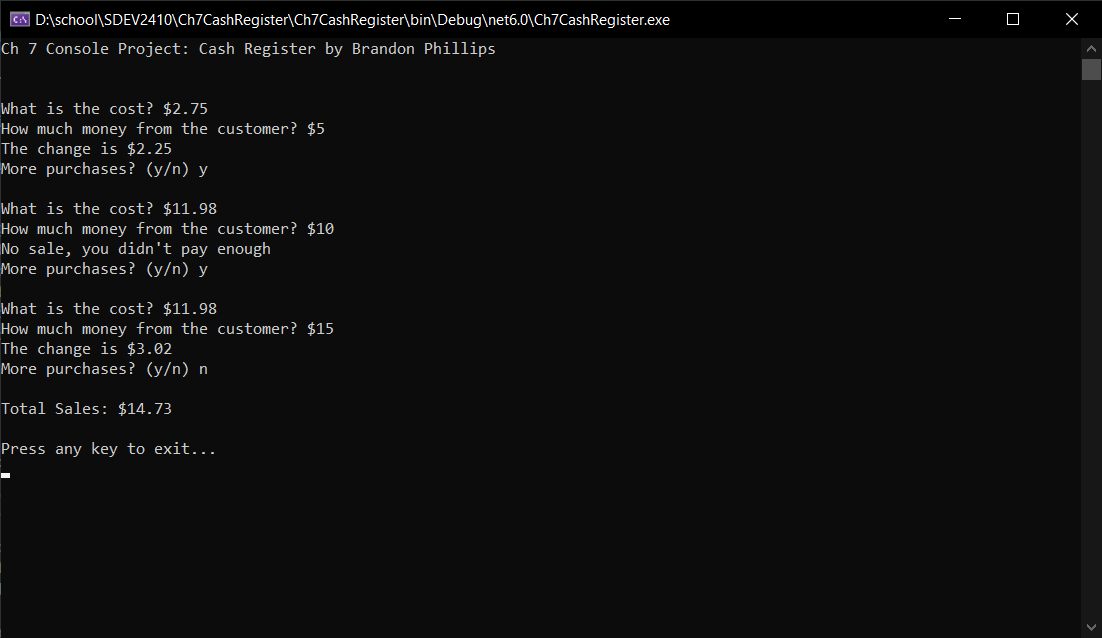 D:\school\SDEV2410\Ch7CashRegister\Ch7CashRegister\bin\Debug\net6.0\Ch7CashRegister.exe
Ch 7 Console Project: Cash Register by Brandon Phillips
What is the cost? $2.75
How much money from the customer? $5
The change is $2.25
More purchases? (y/n) y
What is the cost? $11.98
How much money from the customer? $10
No sale, you didn't pay enough
More purchases? (y/n) y
What is the cost? $11.98
How much money from the customer? $15
The change is $3.02
More purchases? (y/n) n
Total Sales: $14.73
Press any key to exit...